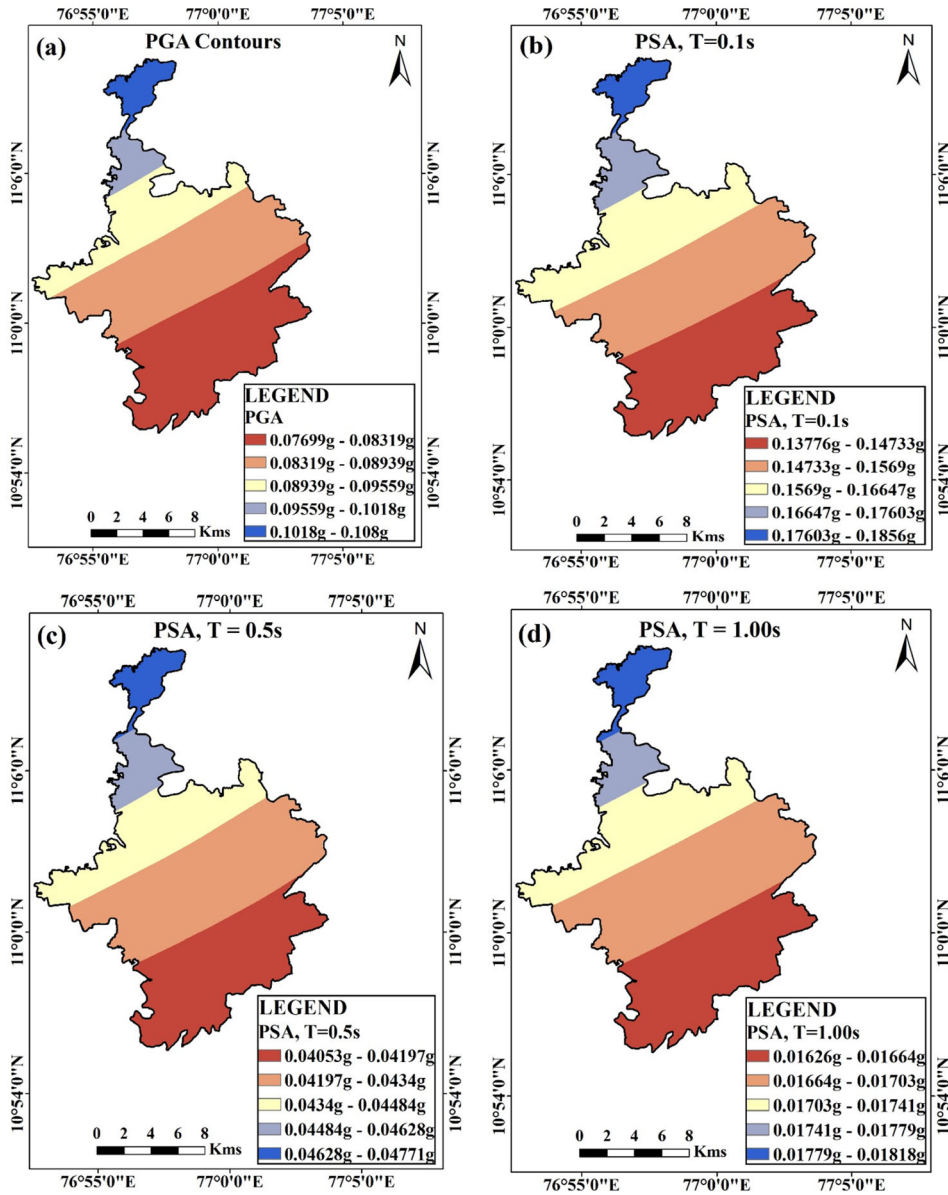 76°55'0"E 77°0'0"E 77°5'0"E
(a) PGA Contours
N
11°6'0"N
11°0'0"N
10°54'0"N
11°6'0"N
11°0'0"N
10°54'0"N
LEGEND
PGA
0.07699g - 0.08319g
0.08319g - 0.08939g
0.08939g - 0.09559g
0.09559g - 0.1018g
0.1018g - 0.108g
0 2 4 6 8
Kms
76°55'0"E 77°0'0"E 77°5'0"E
76°55'0"E 77°0'0"E 77°5'0"E
(b) PSA, T=0.1s
N
11°6'0"N
11°0'0"N
10°54'0"N
LEGEND
PSA, T=0.1s
0.13776g - 0.14733g
0.14733g - 0.1569g
0.1569g - 0.16647g
0.16647g - 0.17603g
0.17603g - 0.1856g
0 2 4 6 8
Kms
76°55'0"E 77°0'0"E 77°5'0"E
76°55'0"E 77°0'0"E 77°5'0"E
(c) PSA, T = 0.5s
N
11°6'0"N
11°0'0"N
10°54'0"N
11°6'0"N
11°0'0"N
10°54'0"N
LEGEND
PSA, T=0.5s
0.04053g - 0.04197g
0.04197g - 0.0434g
0.0434g - 0.04484g
0.04484g - 0.04628g
0.04628g - 0.04771g
0 2 4 6 8
Kms
76°55'0"E 77°0'0"E 77°5'0"E
76°55'0"E 77°0'0"E 77°5'0"E
(d) PSA, T = 1.00s
N
11°6'0"N
11°0'0"N
10°54'0"N
LEGEND
PSA, T=1.00s
0.01626g - 0.01664g
0.01664g - 0.01703g
0.01703g - 0.01741g
0.01741g - 0.01779g
0.01779g - 0.01818g
0 2 4 6 8
Kms
76°55'0"E 77°0'0"E 77°5'0"E